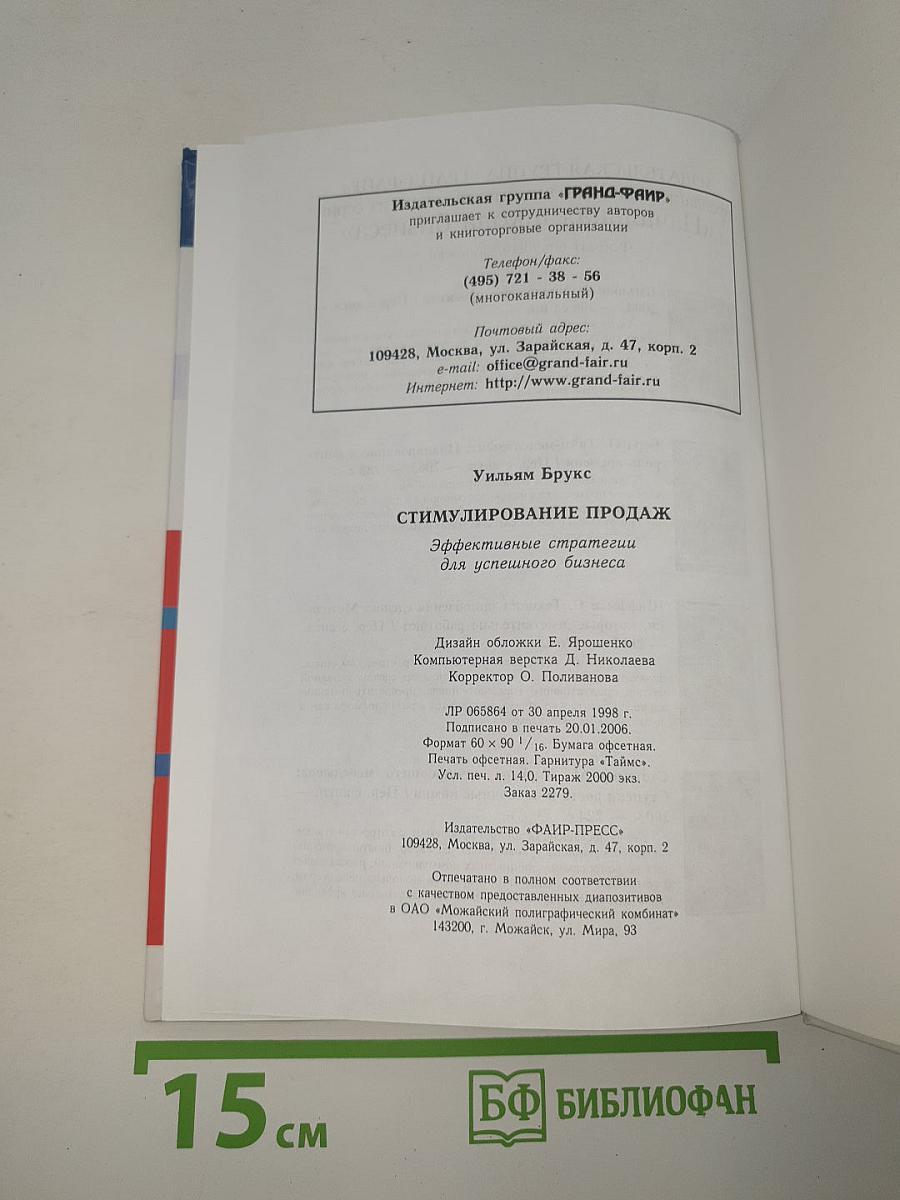 Издательская группа «ГРАНД-ФАИР»
приглашает к сотрудничеству авторов
и книготорговые организации
Телефон/факс:
(495) 721 - 38 - 56
(многоканальный)
Почтовый адрес:
109428, Москва, ул. Зарайская, д. 47, корп. 2
e-mail: office@grand-fair.ru
Интернет: http://www.grand-fair.ru
Уильям Брукс
СТИМУЛИРОВАНИЕ ПРОДАЖ
Эффективные стратегии
для успешного бизнеса
Дизайн обложки Е. Ярошенко
Компьютерная верстка Д. Николаева
Корректор О. Поливанова
ЛР 065864 от 30 апреля 1998 г.
Подписано в печать 20.01.2006.
Формат 60 × 90 1/16. Бумага офсетная.
Печать офсетная. Гарнитура «Таймс».
Усл. печ. л. 14,0. Тираж 2000 экз.
Заказ 2279.
Издательство «ФАИР-ПРЕСС»
109428, Москва, ул. Зарайская, д. 47, корп. 2
Отпечатано в полном соответствии
с качеством предоставленных диапозитивов
в ОАО «Можайский полиграфический комбинат»
143200, г. Можайск, ул. Мира, 93
15 см
БФ БИБЛИОФАН